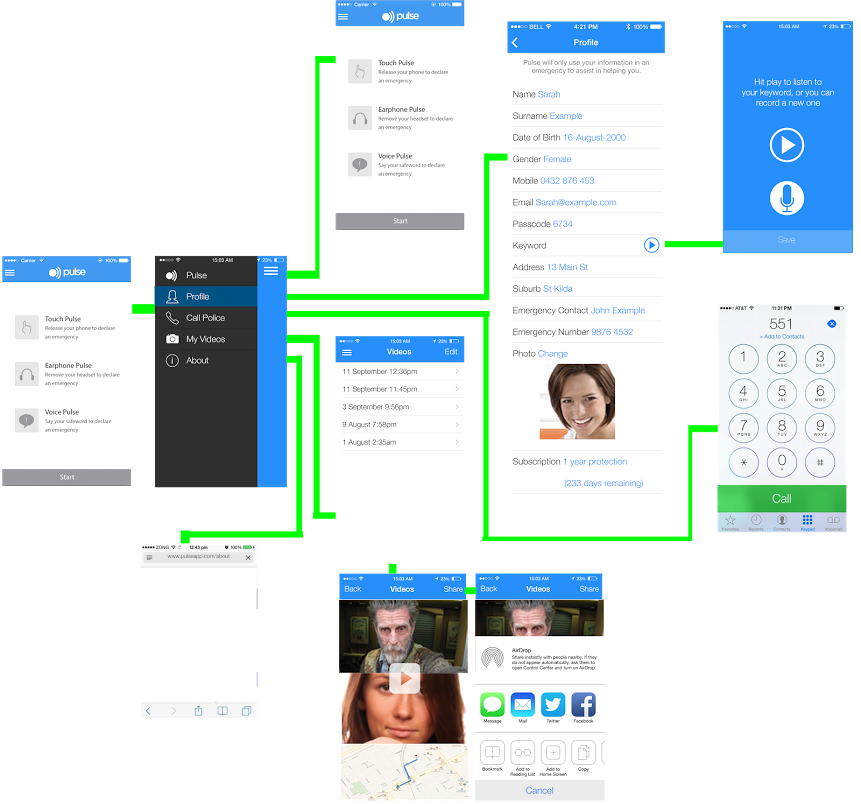 Carrier 100%
pulse
Touch Pulse
Release your phone to declare
an emergency
Earphone Pulse
Remove your headset to declare
an emergency
Voice Pulse
Say your safeword to declare
an emergency
Start
BELL 4:21 PM 100%
Profile
Pulse will only use your information in an
emergency to assist in helping you.
Name Sarah
Surname Example
Date of Birth 16-August-2000
Gender Female
Mobile 0432 876 453
Email Sarah@example.com
Passcode 6734
Keyword
Address 13 Main St
Suburb St Kilda
Emergency Contact John Example
Emergency Number 9876 4532
Photo Change
Subscription 1 year protection
(233 days remaining)
15:03 AM 23%
Hit play to listen to
your keyword, or you can
record a new one
Save
Carrier 100%
pulse
Touch Pulse
Release your phone to declare
an emergency
Earphone Pulse
Remove your headset to declare
an emergency
Voice Pulse
Say your safeword to declare
an emergency
Start
15:03 AM 23%
Pulse
Profile
Call Police
My Videos
About
15:03 AM 23%
Videos Edit
11 September 12:36pm
11 September 11:45pm
3 September 9:56pm
9 August 7:58pm
1 August 2:35am
AT&T 11:31 PM
551
+ Add to Contacts
1 2 ABC 3 DEF
4 GHI 5 JKL 6 MNO
7 PQRS 8 TUV 9 WXYZ
* 0 + #
Call
Favorites Recents Contacts Keypad Voicemail
ZONG 12:43 pm 100%
www.pulseapp.com/about
15:03 AM 23%
Back Videos Share
15:03 AM 23%
Back Videos Share
AirDrop
Share instantly with people nearby. If they
do not appear automatically, ask them to
open Control Center and turn on AirDrop.
Message Mail Twitter Facebook
Bookmark Add to Reading List Add to Home Screen Copy
Cancel